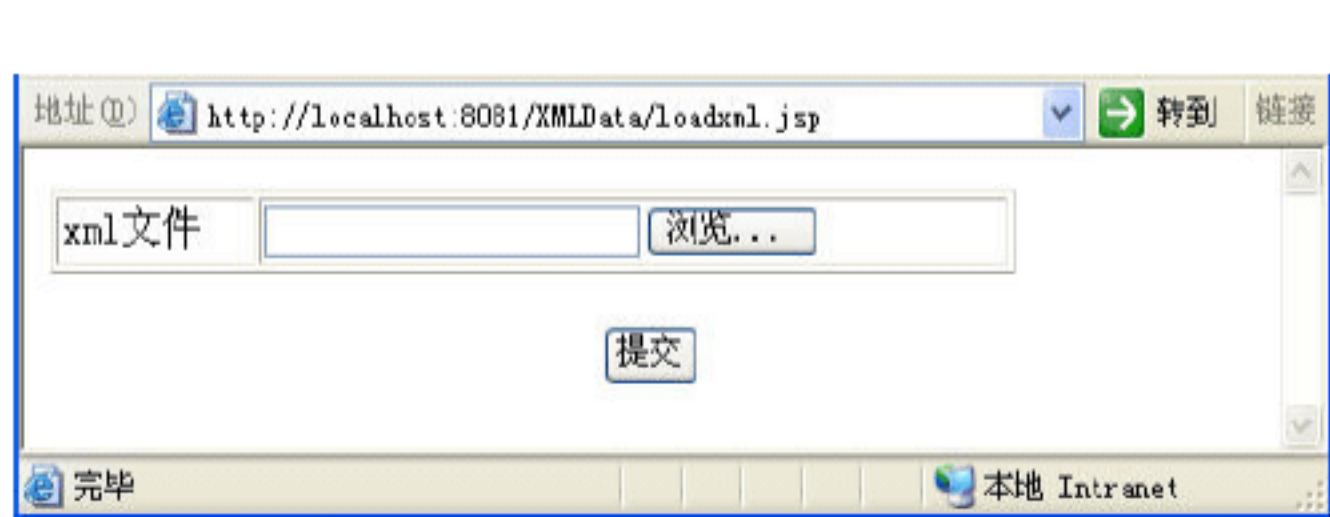 地址(D) http://localhost:8081/XMLData/loadxml.jsp 转到 链接
xml文件 浏览...
提交
完毕 本地 Intranet